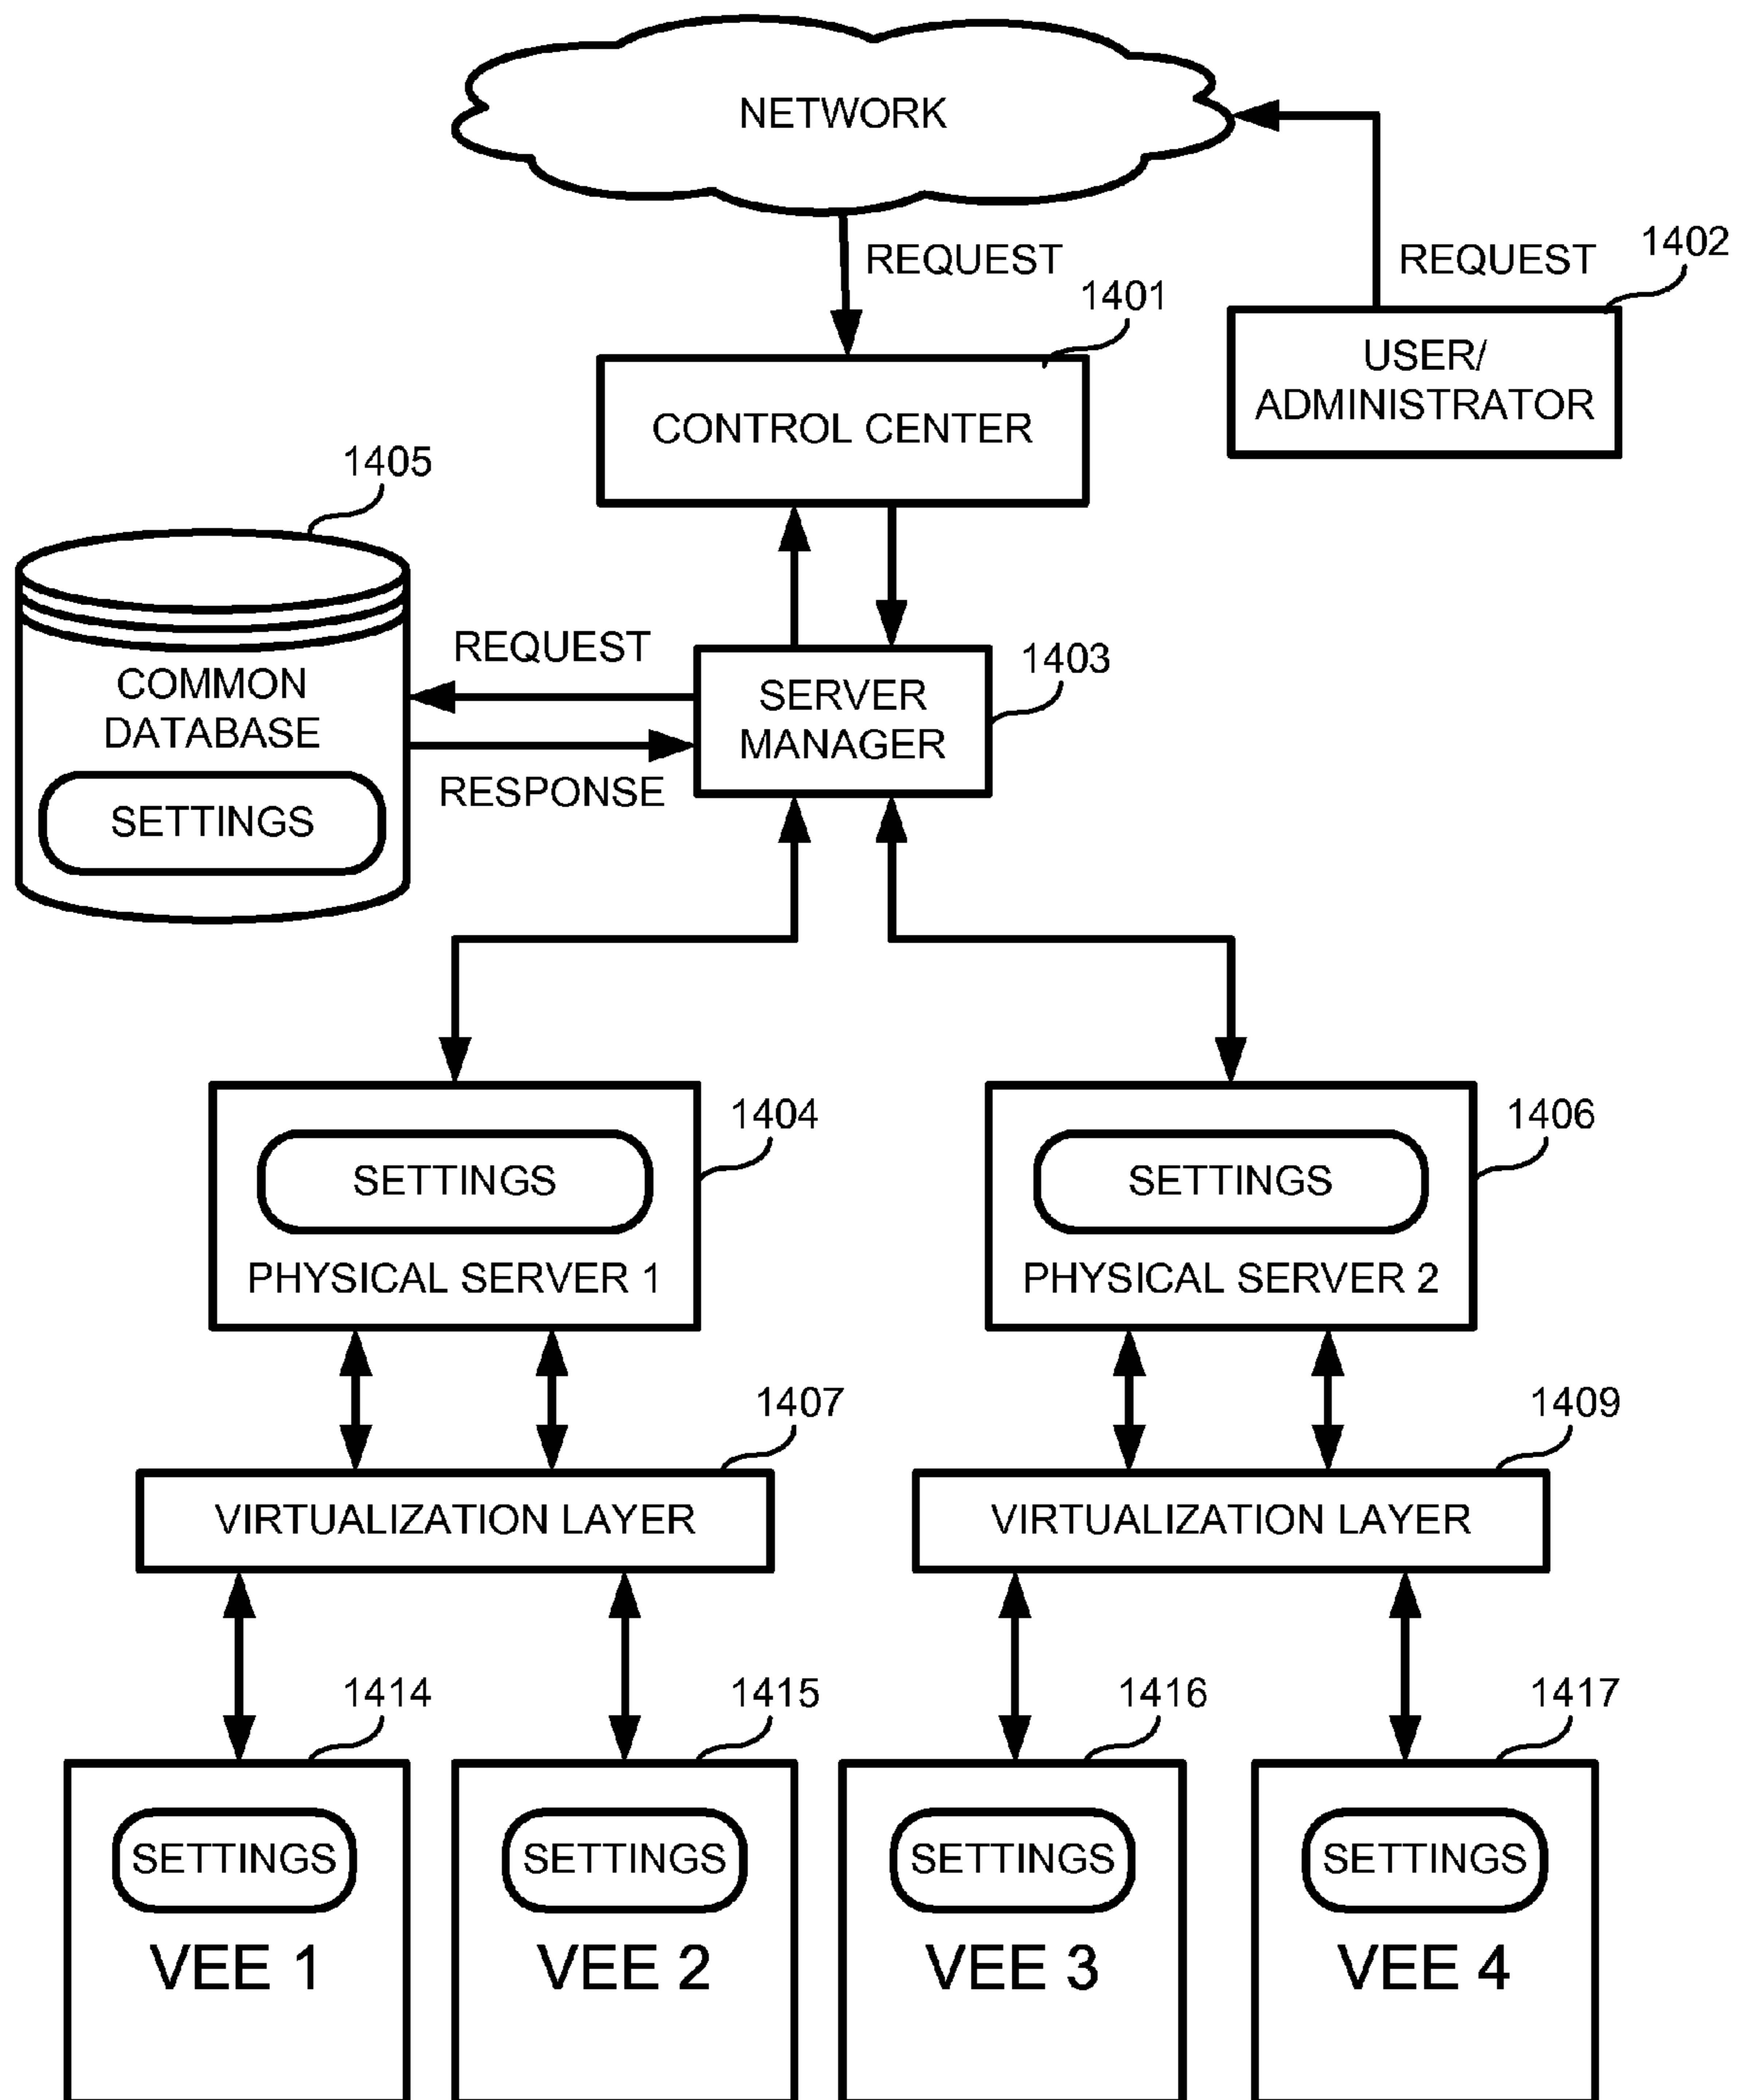 NETWORK
REQUEST
REQUEST
1402
1401
USER/
ADMINISTRATOR
CONTROL CENTER
1405
REQUEST
1403
COMMON
DATABASE
SERVER
MANAGER
RESPONSE
SETTINGS
1404
1406
SETTINGS
SETTINGS
PHYSICAL SERVER 1
PHYSICAL SERVER 2
1407
1409
VIRTUALIZATION LAYER
VIRTUALIZATION LAYER
1414
1415
1416
1417
SETTINGS
SETTINGS
SETTINGS
SETTINGS
VEE 1
VEE 2
VEE 3
VEE 4